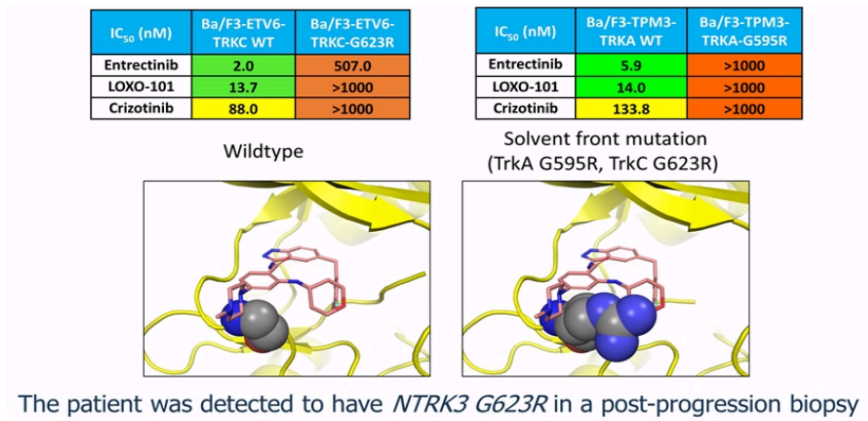 IC50 (nM) Ba/F3-ETV6-TRKC WT Ba/F3-ETV6-TRKC-G623R
Entrectinib 2.0 507.0
LOXO-101 13.7 >1000
Crizotinib 88.0 >1000
IC50 (nM) Ba/F3-TPM3-TRKA WT Ba/F3-TPM3-TRKA-G595R
Entrectinib 5.9 >1000
LOXO-101 14.0 >1000
Crizotinib 133.8 >1000
Wildtype
Solvent front mutation
(TrkA G595R, TrkC G623R)
The patient was detected to have NTRK3 G623R in a post-progression biopsy